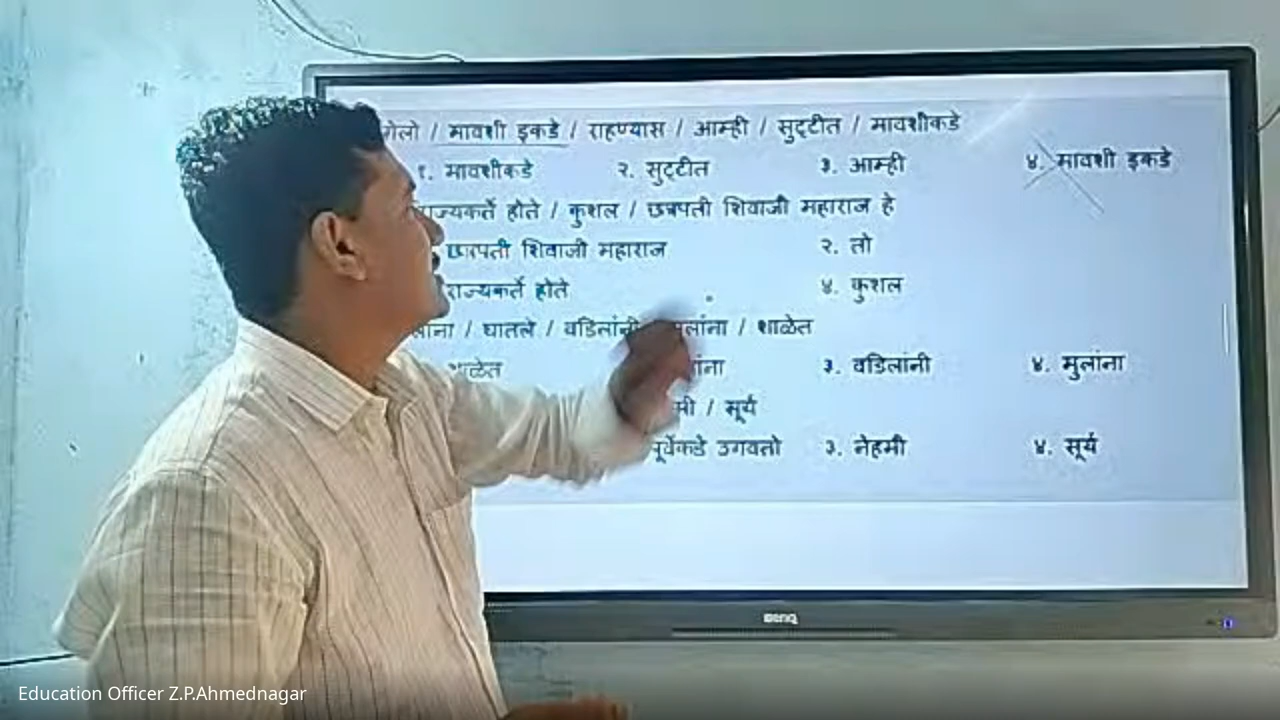 गेलो / मावशी इकडे / राहण्यास / आम्ही / सुट्टीत / मावशीकडे
१. मावशीकडे २. सुट्टीत ३. आम्ही ४. मावशी इकडे
राज्यकर्ते होते / कुशल / छत्रपती शिवाजी महाराज हे
छत्रपती शिवाजी महाराज २. तो
राज्यकर्ते होते ४. कुशल
/ घातले / वडिलांनी / मुलांना / शाळेत
शाळेत ३. वडिलांनी ४. मुलांना
/ सूर्य
पूर्वेकडे उगवतो ३. नेहमी ४. सूर्य
BenQ
Education Officer Z.P.Ahmednagar